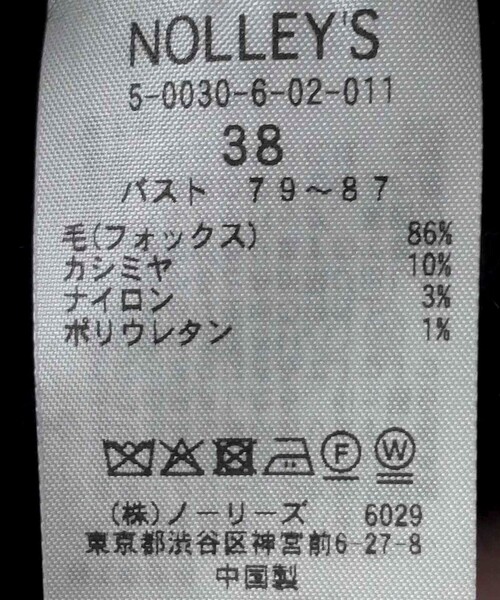 NOLLEY'S
5-0030-6-02-011
38
バスト 79～87
毛(フォックス) 86%
カシミヤ 10%
ナイロン 3%
ポリウレタン 1%
F W
(株)ノーリーズ 6029
東京都渋谷区神宮前6-27-8
中国製